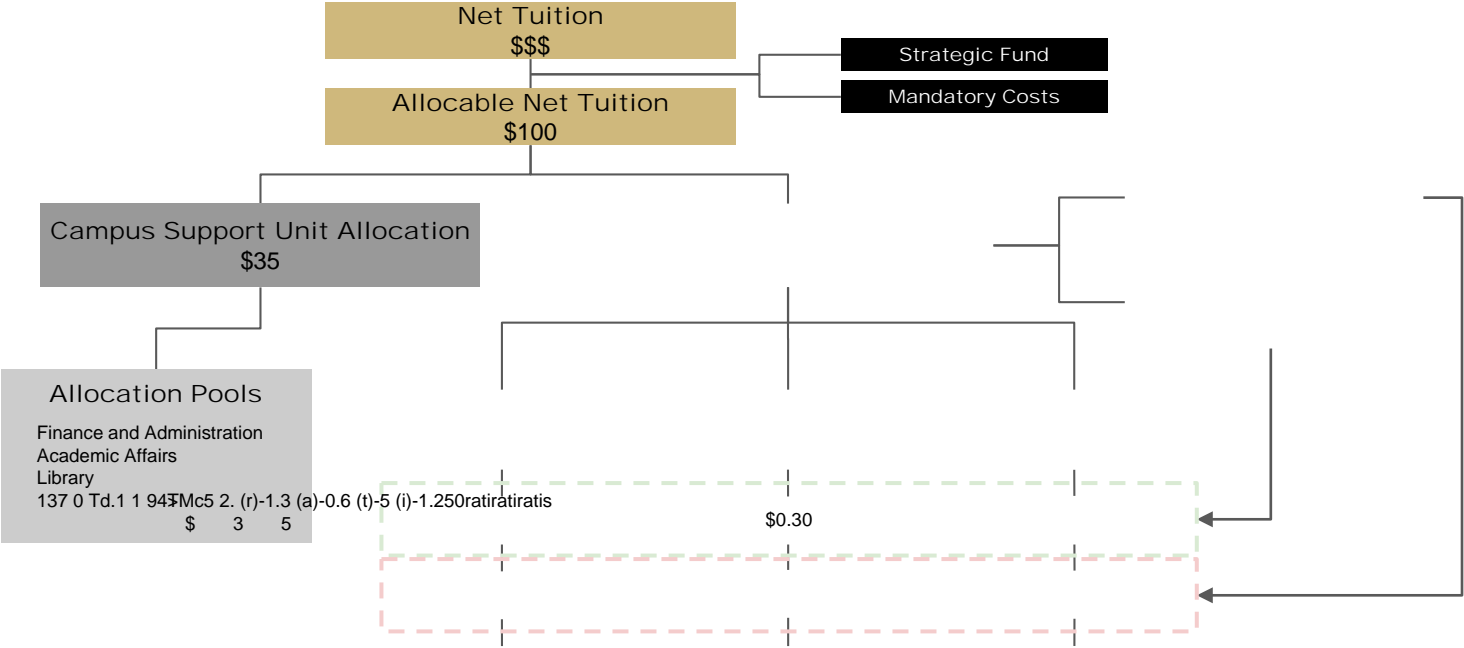 Net Tuition
$$$
Strategic Fund
Mandatory Costs
Allocable Net Tuition
$100
Campus Support Unit Allocation
$35
Allocation Pools
Finance and Administration
Academic Affairs
Library
137 0 Td.1 1 94 Mc5 2. (r)-1.3 (a)-0.6 (t)-5 (i)-1.250ratiratiratis
$ 3 5
$0.30